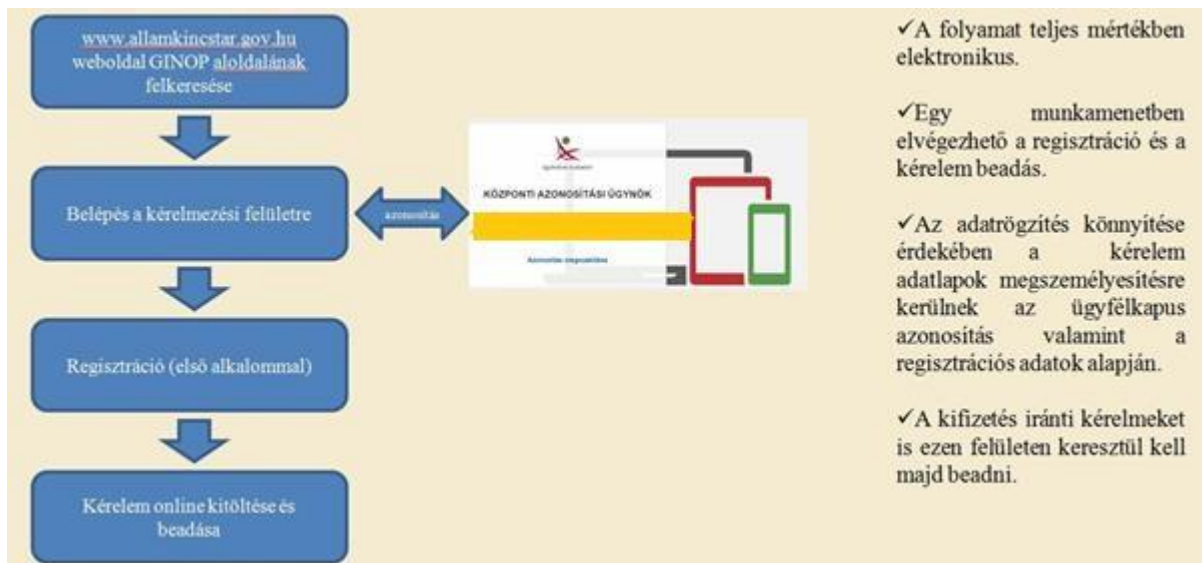 www.allamkincstar.gov.hu
weboldal GINOP aloldalának
felkeresése
Belépés a kérelmezési felületre
azonosítás
KÖZPONTI AZONOSÍTÁSI ÜGYNÖK
Regisztráció (első alkalommal)
Kérelem online kitöltése és
beadása
✓A folyamat teljes mértékben
elektronikus.
✓Egy munkamenetben
elvégezhető a regisztráció és a
kérelem beadás.
✓Az adatrögzítés könnyítése
érdekében a kérelem
adatlapok megszemélyesítésre
kerülnek az ügyfélkapus
azonosítás valamint a
regisztrációs adatok alapján.
✓A kifizetés iránti kérelmeket
is ezen felületen keresztül kell
majd beadni.